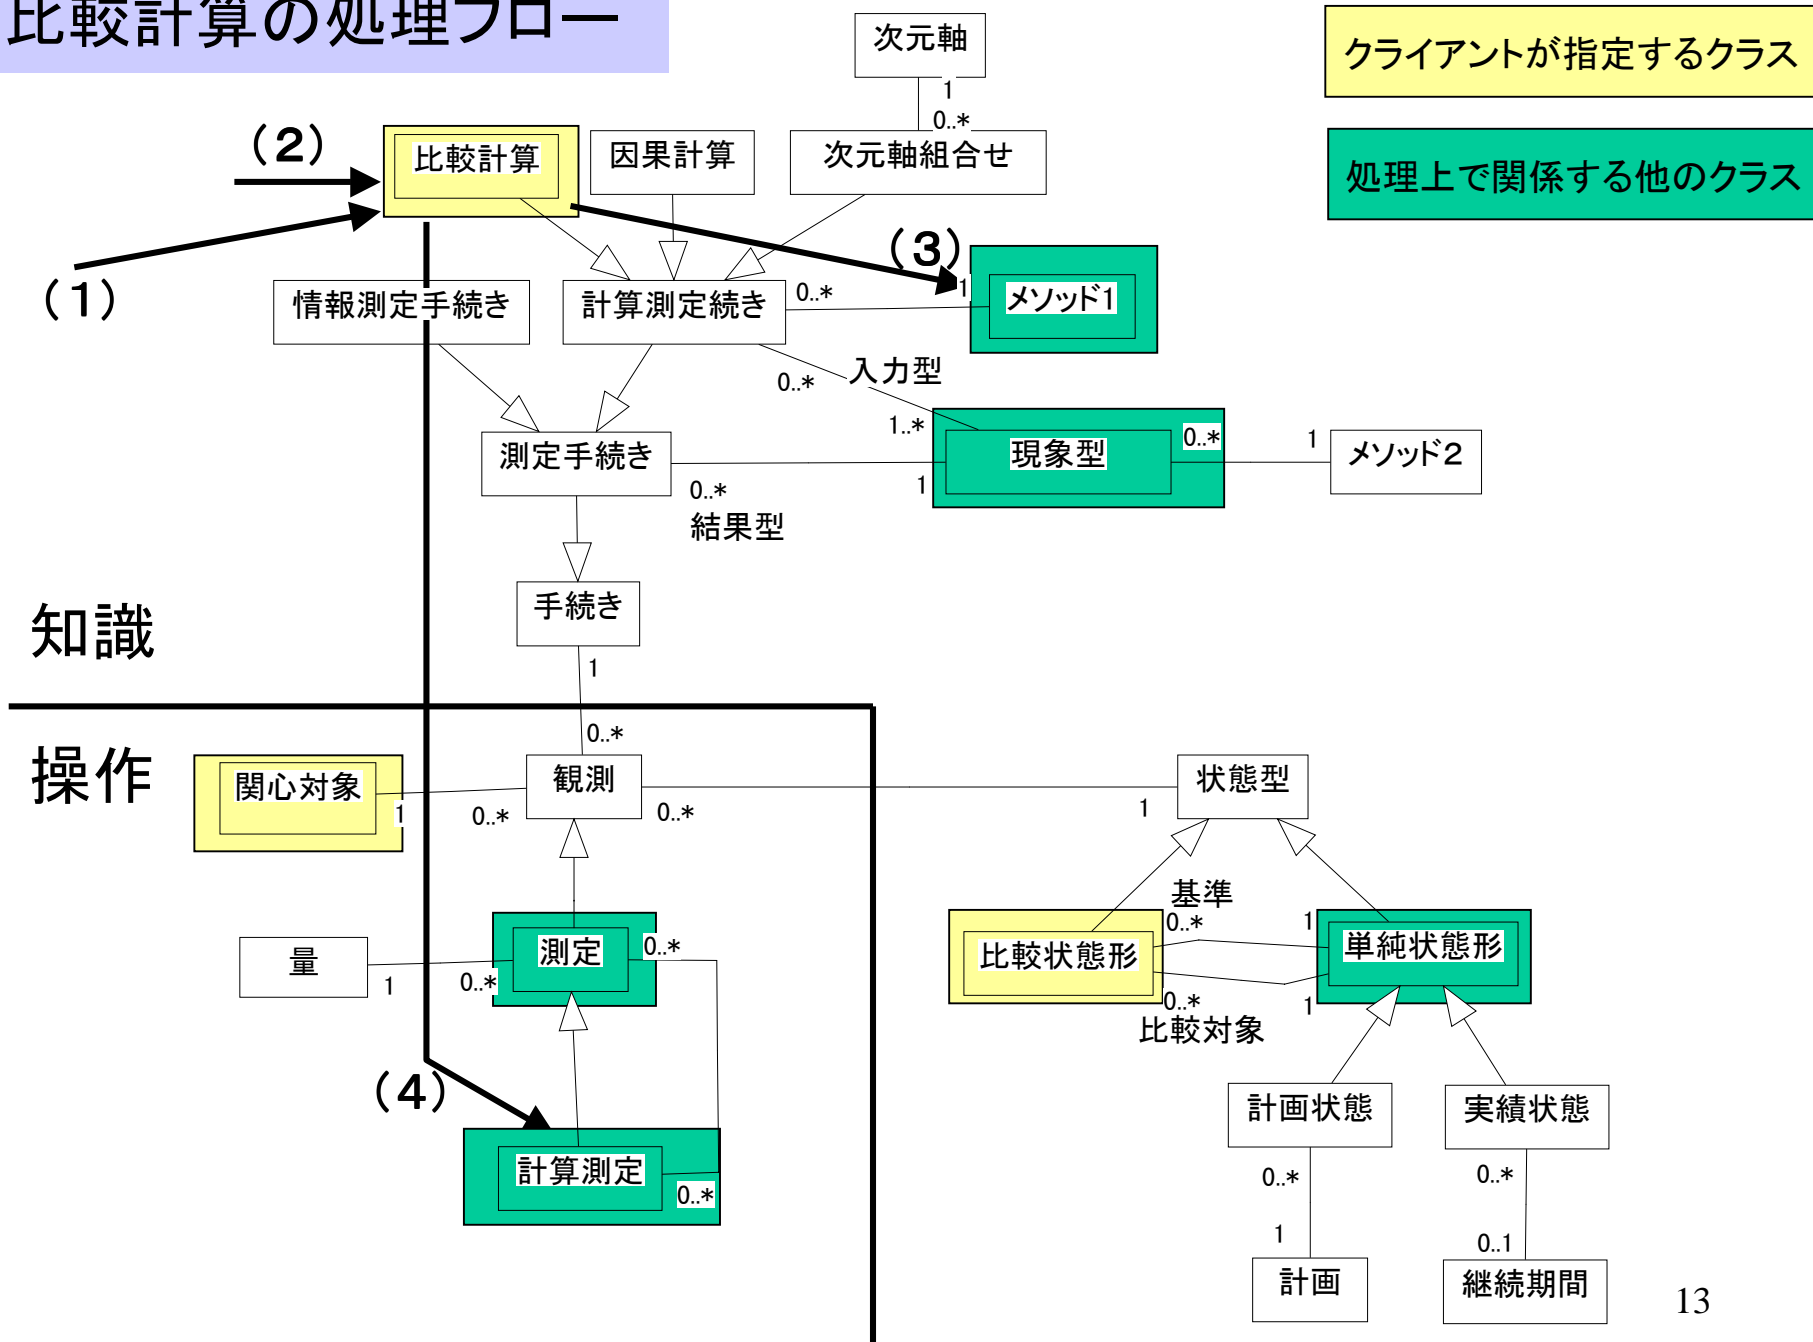 比較計算の処理フロー
次元軸
クライアントが指定するクラス
1
0..*
(2)
比較計算
因果計算
次元軸組合せ
処理上で関係する他のクラス
(3)
(1)
情報測定手続き
計算測定続き
0..*
1
メソッド1
0..*
入力型
1..*
測定手続き
現象型
0..*
1
メソッド2
0..*
1
結果型
手続き
知識
1
0..*
操作
関心対象
1
0..*
観測
0..*
1
状態型
基準
0..*
1
量
1
0..*
測定
0..*
比較状態形
単純状態形
0..*
1
比較対象
(4)
計画状態
実績状態
計算測定
0..*
0..*
0..*
1
0..1
計画
継続期間
13